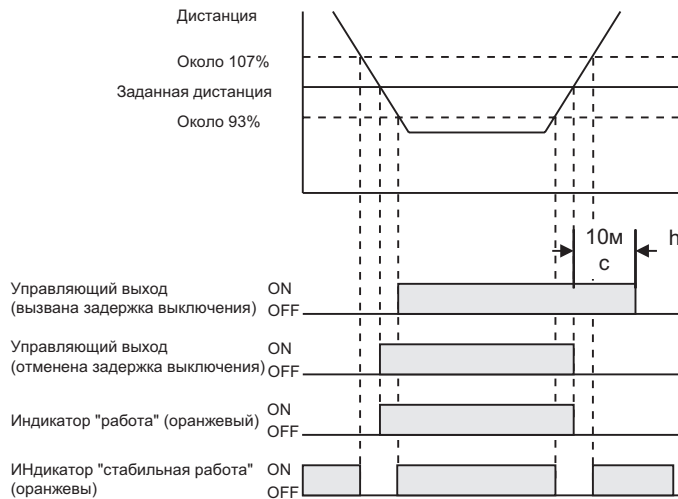 Дистанция
Около 107%
Заданная дистанция
Около 93%
10м
с
h
Управляющий выход
(вызвана задержка выключения)
ON
OFF
Управляющий выход
(отменена задержка выключения)
ON
OFF
Индикатор "работа" (оранжевый)
ON
OFF
ИНдикатор "стабильная работа"
(оранжевы)
ON
OFF